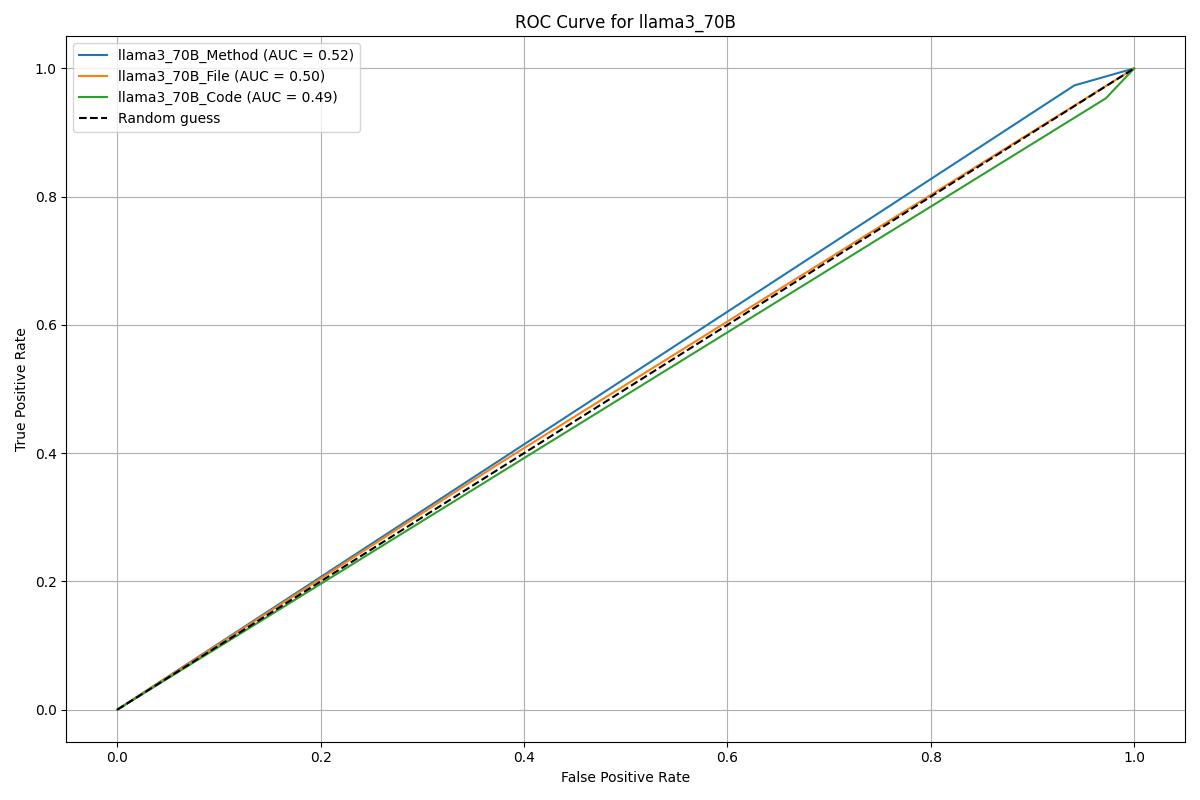 ROC Curve for llama3_70B
llama3_70B_Method (AUC = 0.52)
llama3_70B_File (AUC = 0.50)
llama3_70B_Code (AUC = 0.49)
Random guess
True Positive Rate
1.0
0.8
0.6
0.4
0.2
0.0
0.0 0.2 0.4 0.6 0.8 1.0
False Positive Rate